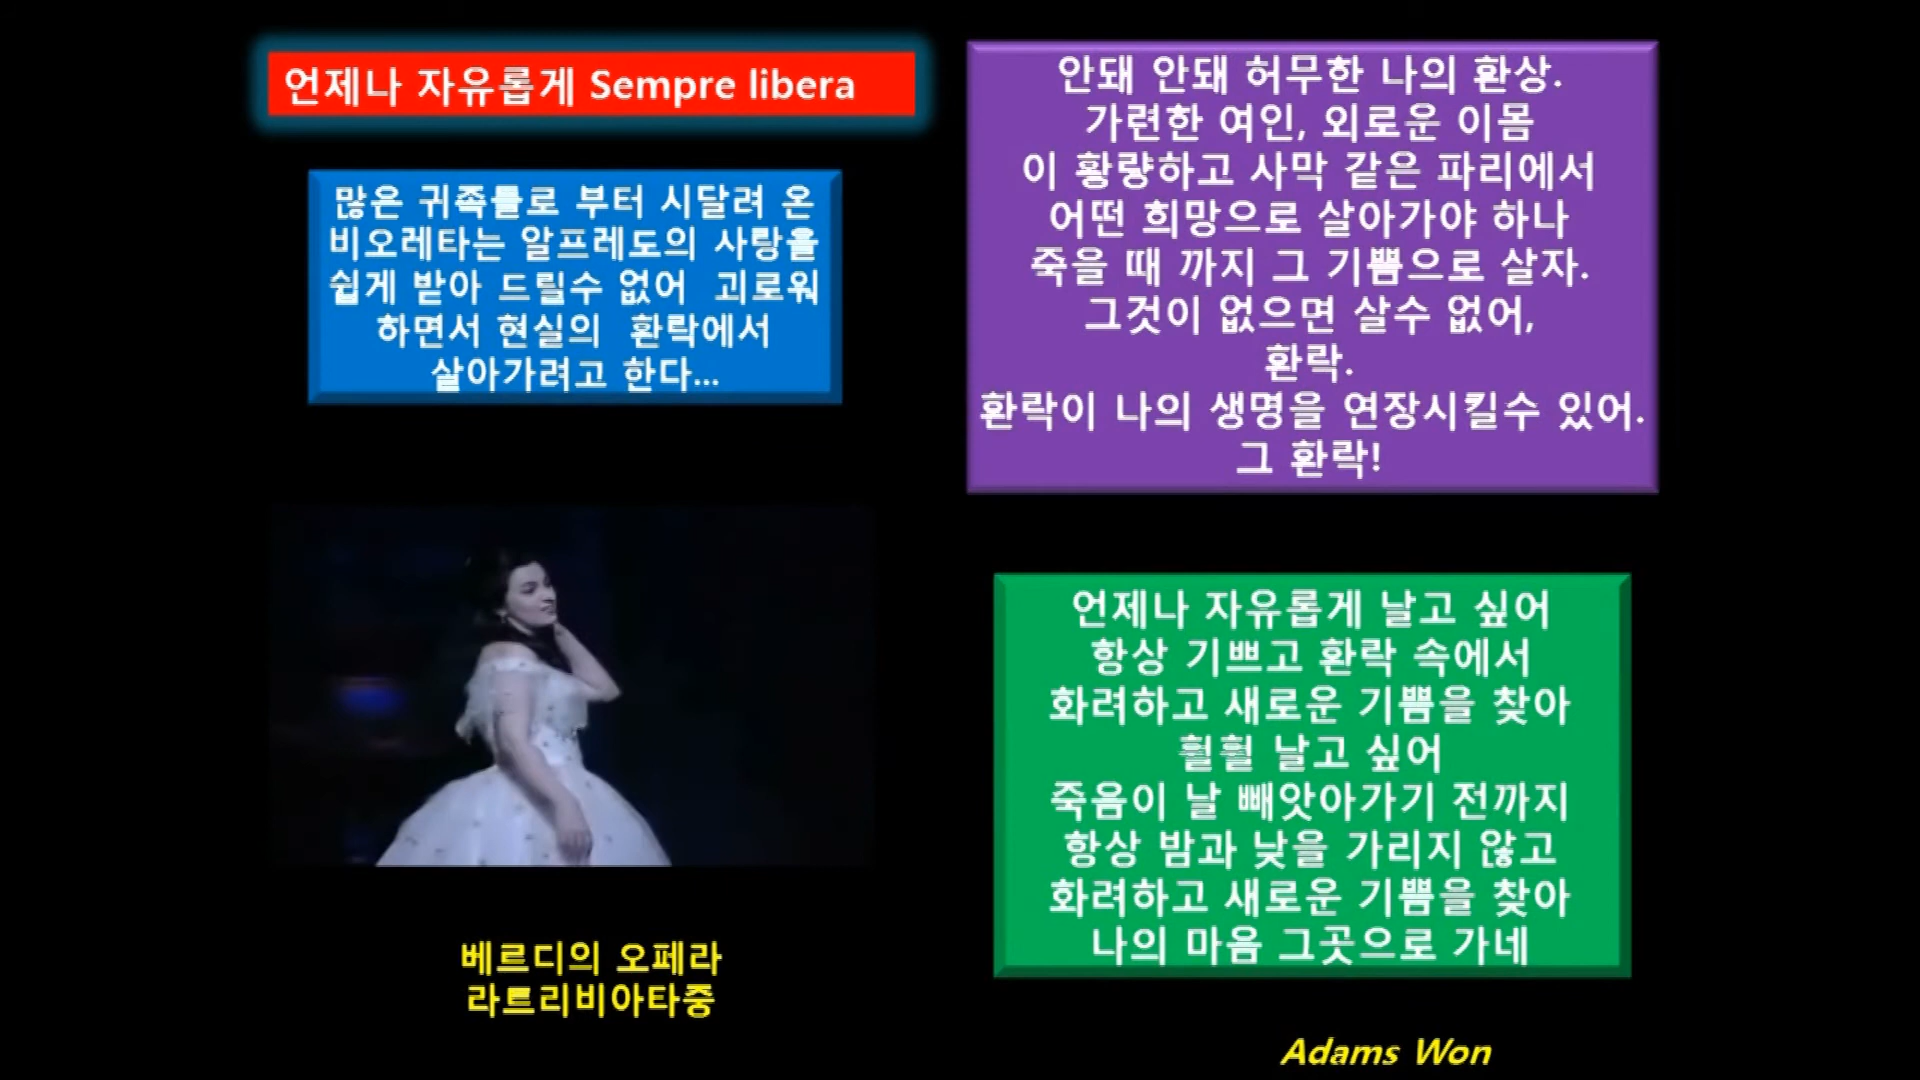 언제나 자유롭게 Sempre libera
많은 귀족들로 부터 시달려 온
비오레타는 알프레도의 사랑을
쉽게 받아 드릴수 없어 괴로워
하면서 현실의 환락에서
살아가려고 한다...
베르디의 오페라
라트리비아타중
안돼 안돼 허무한 나의 환상.
가련한 여인, 외로운 이몸
이 황량하고 사막 같은 파리에서
어떤 희망으로 살아가야 하나
죽을 때 까지 그 기쁨으로 살자.
그것이 없으면 살수 없어,
환락.
환락이 나의 생명을 연장시킬수 있어.
그 환락!
언제나 자유롭게 날고 싶어
항상 기쁘고 환락 속에서
화려하고 새로운 기쁨을 찾아
훨훨 날고 싶어
죽음이 날 빼앗아가기 전까지
항상 밤과 낮을 가리지 않고
화려하고 새로운 기쁨을 찾아
나의 마음 그곳으로 가네
Adams Won